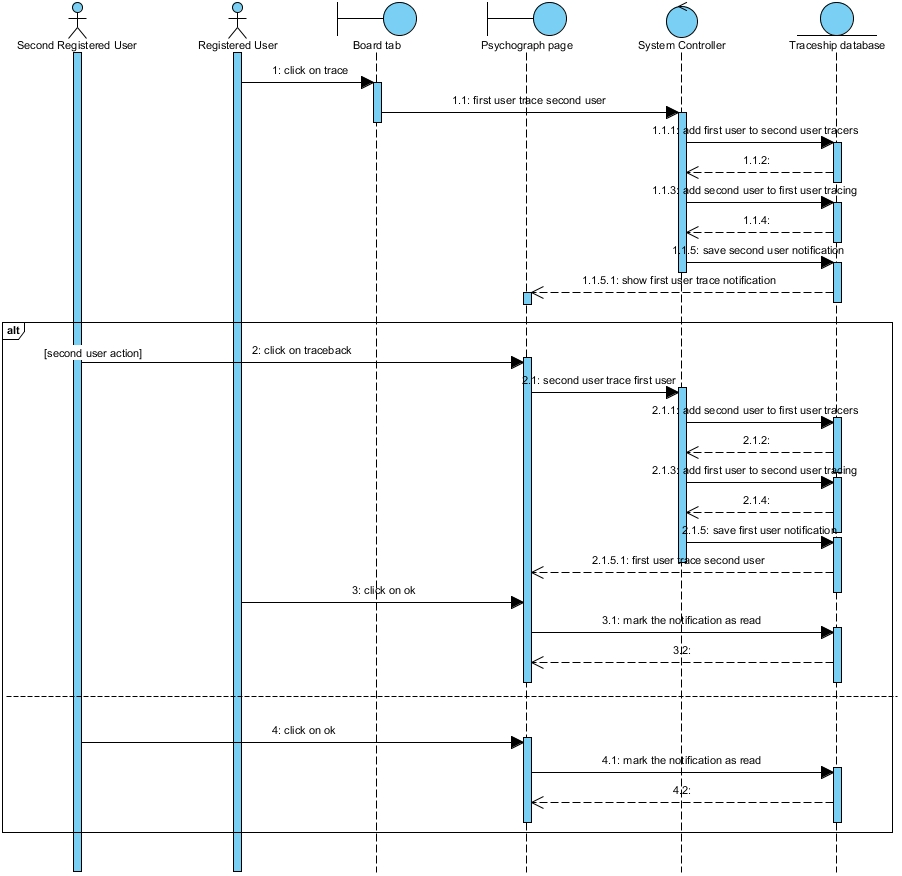 Second Registered User
Registered User
Board tab
Psychograph page
System Controller
Traceship database
1: click on trace
1.1: first user trace second user
1.1.1: add first user to second user tracers
1.1.2:
1.1.3: add second user to first user tracing
1.1.4:
1.1.5: save second user notification
1.1.5.1: show first user trace notification
alt
[second user action]
2: click on traceback
2.1: second user trace first user
2.1.1: add second user to first user tracers
2.1.2:
2.1.3: add first user to second user tracing
2.1.4:
2.1.5: save first user notification
2.1.5.1: first user trace second user
3: click on ok
3.1: mark the notification as read
3.2:
4: click on ok
4.1: mark the notification as read
4.2: